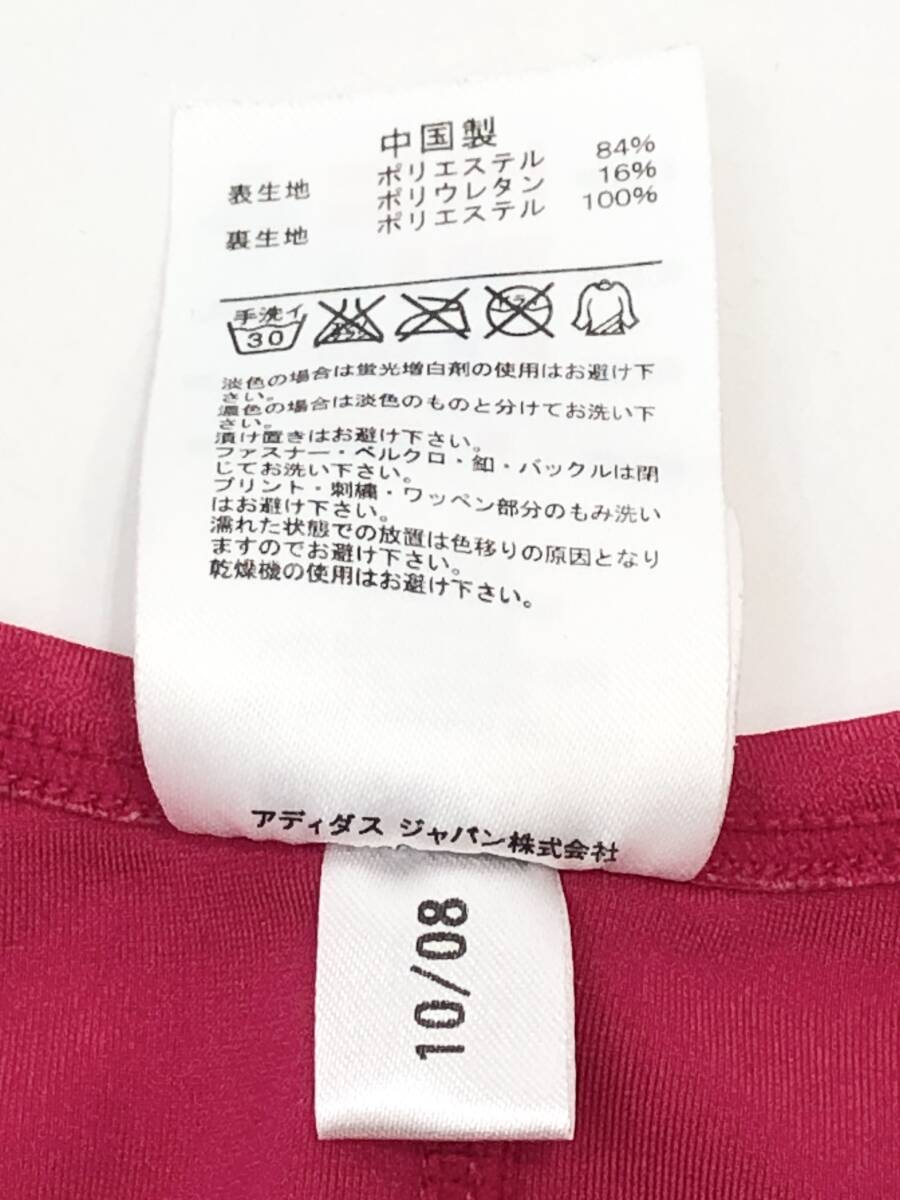 中国製
表生地 ポリエステル 84%
ポリウレタン 16%
裏生地 ポリエステル 100%
手洗イ
30
エンソサラシ
ドライ
淡色の場合は蛍光増白剤の使用はお避け下
さい。
濃色の場合は淡色のものと分けてお洗い下
さい。
漬け置きはお避け下さい。
ファスナー・ベルクロ・釦・バックルは閉
じてお洗い下さい。
プリント・刺繍・ワッペン部分のもみ洗い
はお避け下さい。
濡れた状態での放置は色移りの原因となり
ますのでお避け下さい。
乾燥機の使用はお避け下さい。
アディダス ジャパン株式会社
10/08